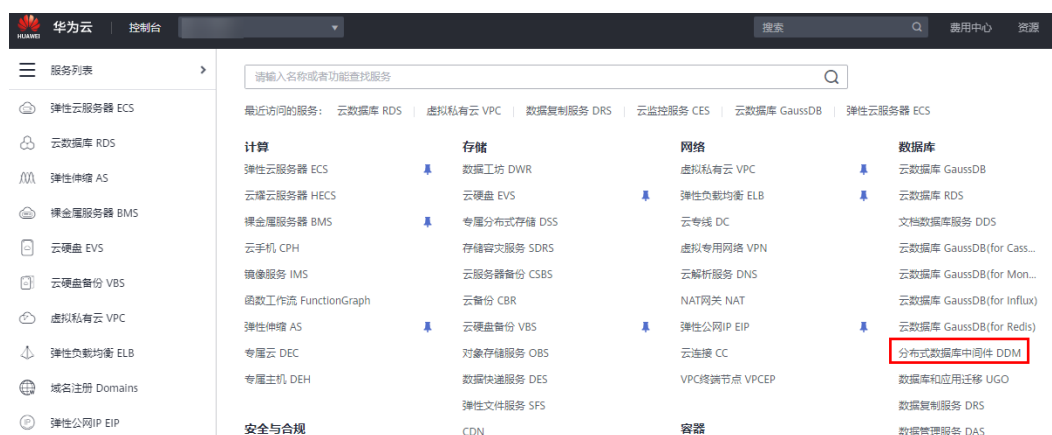 HUAWEI 华为云 控制台 搜索 费用中心 资源
服务列表
弹性云服务器 ECS
云数据库 RDS
弹性伸缩 AS
裸金属服务器 BMS
云硬盘 EVS
云硬盘备份 VBS
虚拟私有云 VPC
弹性负载均衡 ELB
域名注册 Domains
弹性公网IP EIP
请输入名称或者功能查找服务
最近访问的服务: 云数据库 RDS 虚拟私有云 VPC 数据复制服务 DRS 云监控服务 CES 云数据库 GaussDB 弹性云服务器 ECS
计算
弹性云服务器 ECS
云耀云服务器 HECS
裸金属服务器 BMS
云手机 CPH
镜像服务 IMS
函数工作流 FunctionGraph
弹性伸缩 AS
专属云 DEC
专属主机 DEH
安全与合规
存储
数据工坊 DWR
云硬盘 EVS
专属分布式存储 DSS
存储容灾服务 SDRS
云服务器备份 CSBS
云备份 CBR
云硬盘备份 VBS
对象存储服务 OBS
数据快递服务 DES
弹性文件服务 SFS
CDN
网络
虚拟私有云 VPC
弹性负载均衡 ELB
云专线 DC
虚拟专用网络 VPN
云解析服务 DNS
NAT网关 NAT
弹性公网IP EIP
云连接 CC
VPC终端节点 VPCEP
容器
数据库
云数据库 GaussDB
云数据库 RDS
文档数据库服务 DDS
云数据库 GaussDB(for Cass...
云数据库 GaussDB(for Mon...
云数据库 GaussDB(for Influx)
云数据库 GaussDB(for Redis)
分布式数据库中间件 DDM
数据库和应用迁移 UGO
数据复制服务 DRS
数据管理服务 DAS